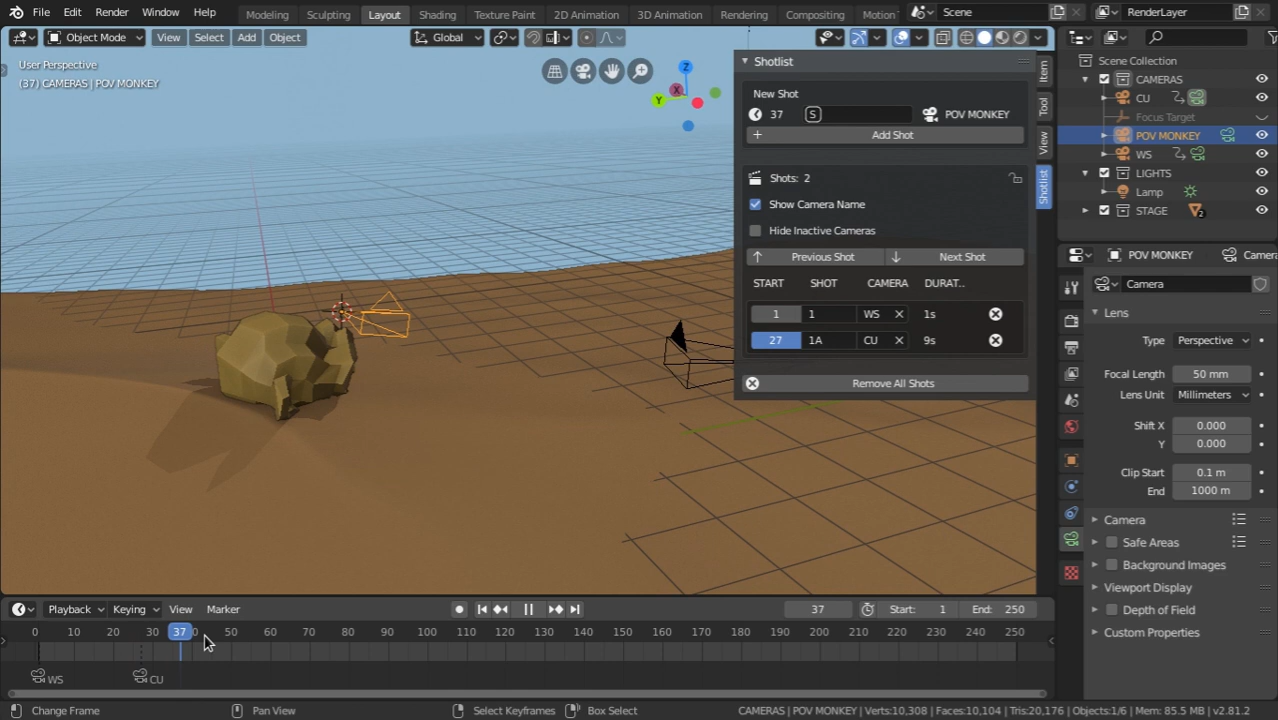 File Edit Render Window Help Layout Modeling Sculpting Layout Shading Texture Paint 2D Animation 3D Animation Rendering Compositing Motion Scene RenderLayer
Object Mode View Select Add Object Global
User Perspective
(37) CAMERAS | POV MONKEY
Z
X
Y
Shotlist
New Shot
37 S POV MONKEY
+ Add Shot
Shots: 2
Show Camera Name
Hide Inactive Cameras
Previous Shot Next Shot
START SHOT CAMERA DURAT..
1 1 WS 1s
27 1A CU 9s
Remove All Shots
Item
Tool
View
Shotlist
Scene Collection
CAMERAS
CU
Focus Target
POV MONKEY
WS
LIGHTS
Lamp
STAGE 2
POV MONKEY Camera
Camera
Lens
Type Perspective
Focal Length 50 mm
Lens Unit Millimeters
Shift X 0.000
Y 0.000
Clip Start 0.1 m
End 1000 m
Camera
Safe Areas
Background Images
Viewport Display
Depth of Field
Custom Properties
Playback Keying View Marker 37 Start: 1 End: 250
0 10 20 30 37 50 60 70 80 90 100 110 120 130 140 150 160 170 180 190 200 210 220 230 240 250
WS CU
Change Frame Pan View Select Keyframes Box Select CAMERAS | POV MONKEY | Verts:10,308 | Faces:10,104 | Tris:20,176 | Objects:1/6 | Mem: 85.5 MB | v2.81.2